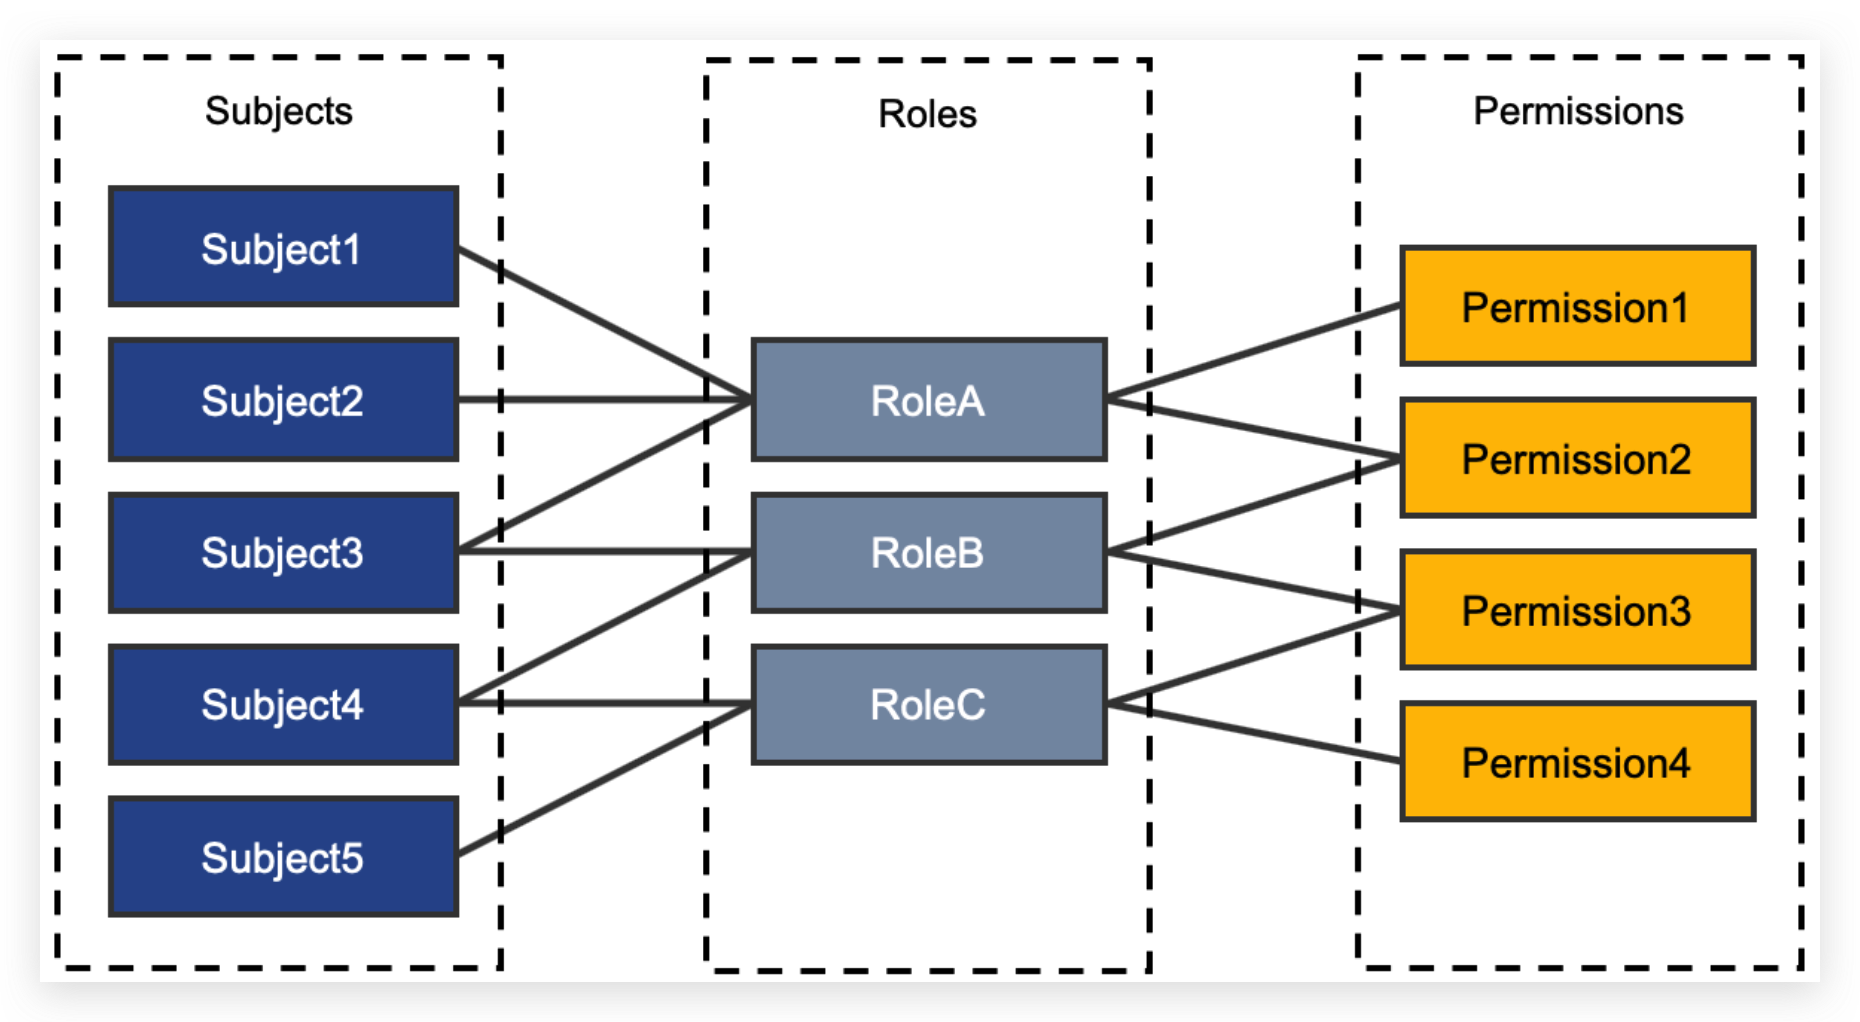 Subjects
Subject1
Subject2
Subject3
Subject4
Subject5
Roles
RoleA
RoleB
RoleC
Permissions
Permission1
Permission2
Permission3
Permission4